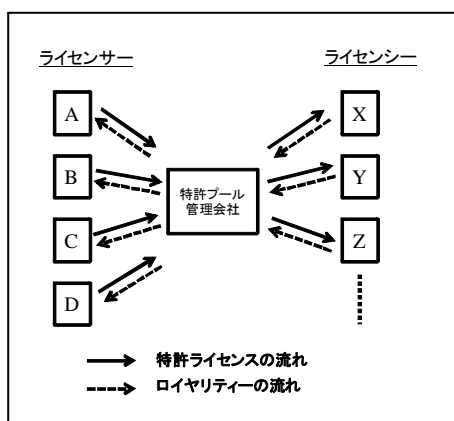 ライセンサー
ライセンシー
A
B
C
D
特許プール
管理会社
X
Y
Z
特許ライセンスの流れ
ロイヤリティーの流れ